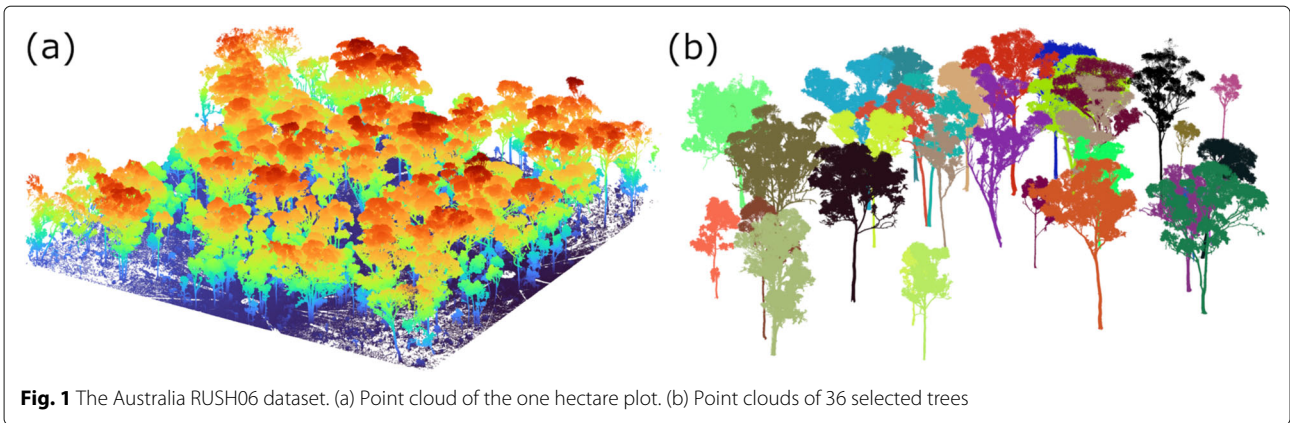 (a)
(b)
Fig. 1 The Australia RUSH06 dataset. (a) Point cloud of the one hectare plot. (b) Point clouds of 36 selected trees